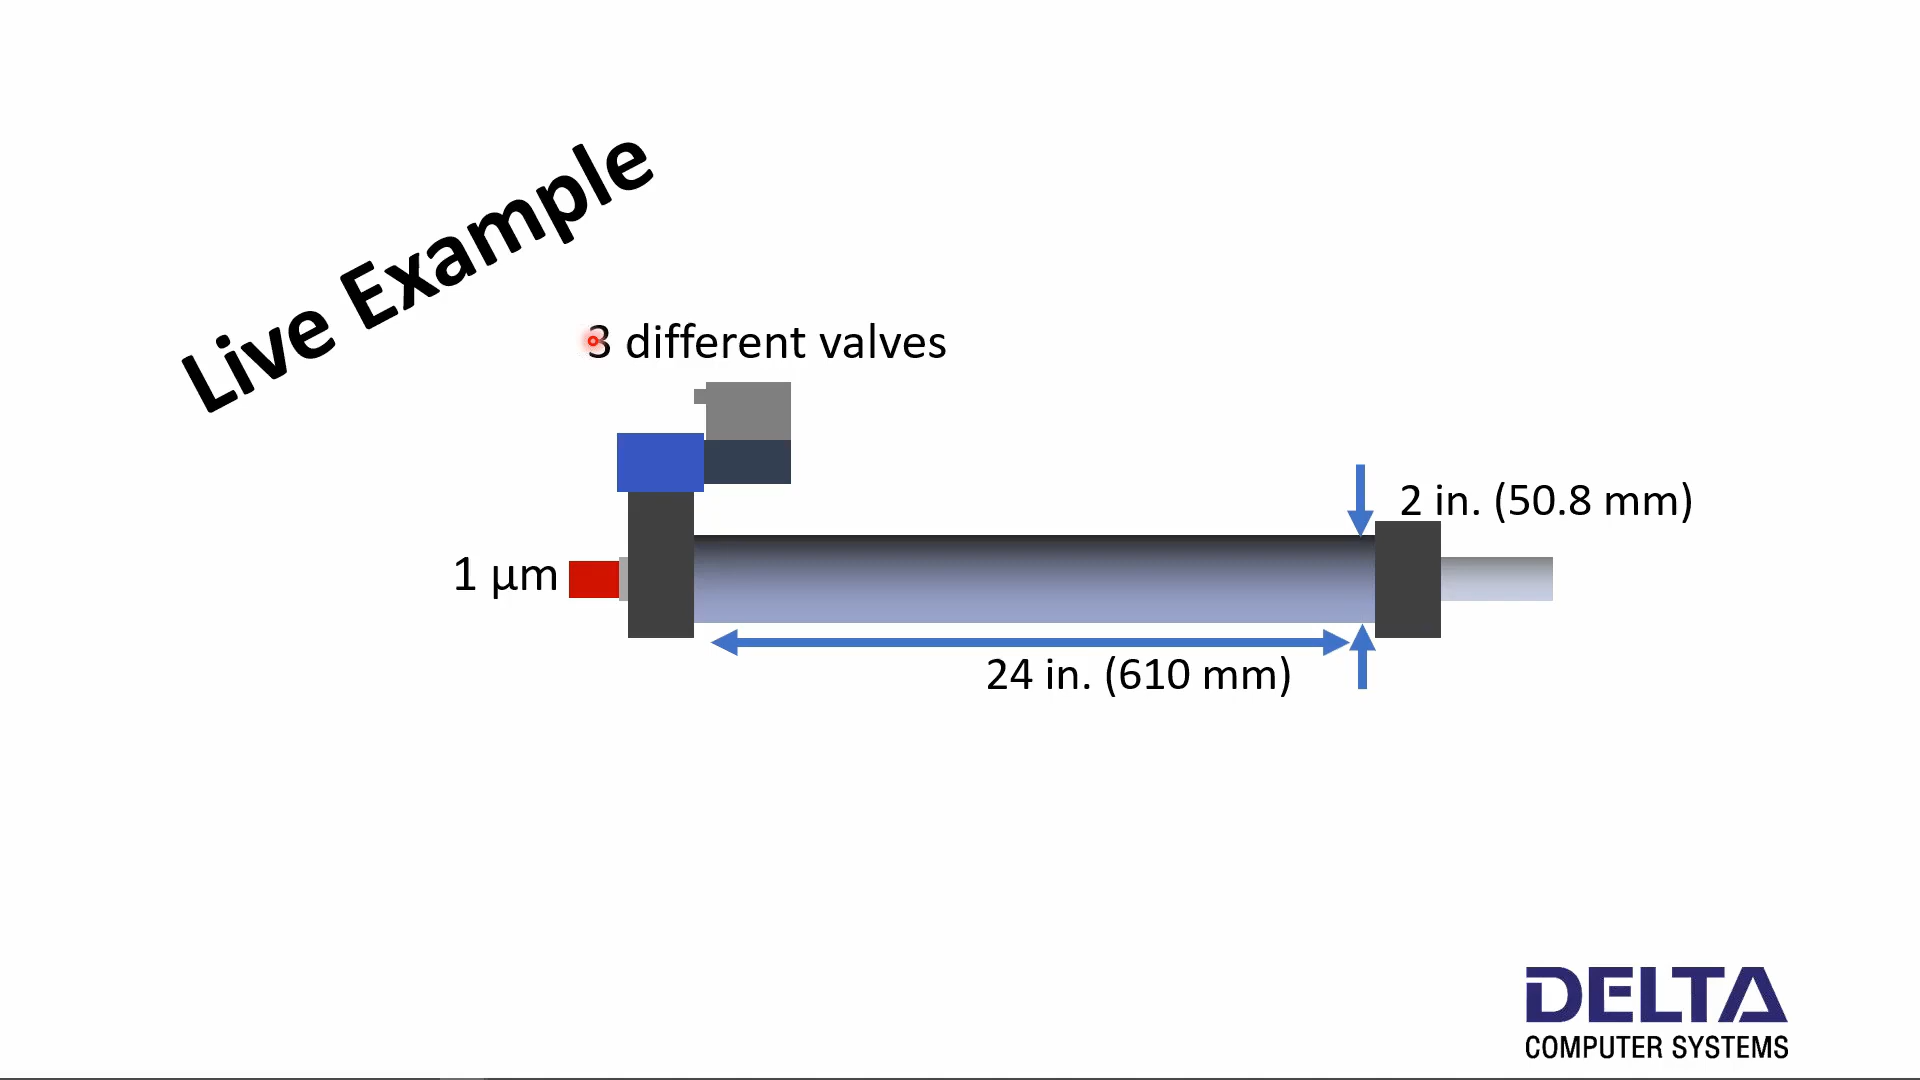 Live Example
3 different valves
2 in. (50.8 mm)
1 µm
24 in. (610 mm)
DELTA
COMPUTER SYSTEMS